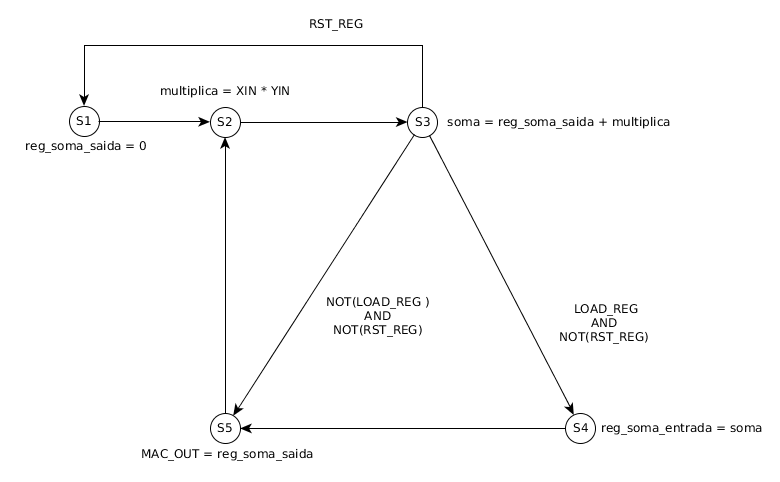 RST_REG
multiplica = XIN * YIN
S1
S2
S3
soma = reg_soma_saida + multiplica
reg_soma_saida = 0
NOT(LOAD_REG )
AND
NOT(RST_REG)
LOAD_REG
AND
NOT(RST_REG)
S5
S4
reg_soma_entrada = soma
MAC_OUT = reg_soma_saida